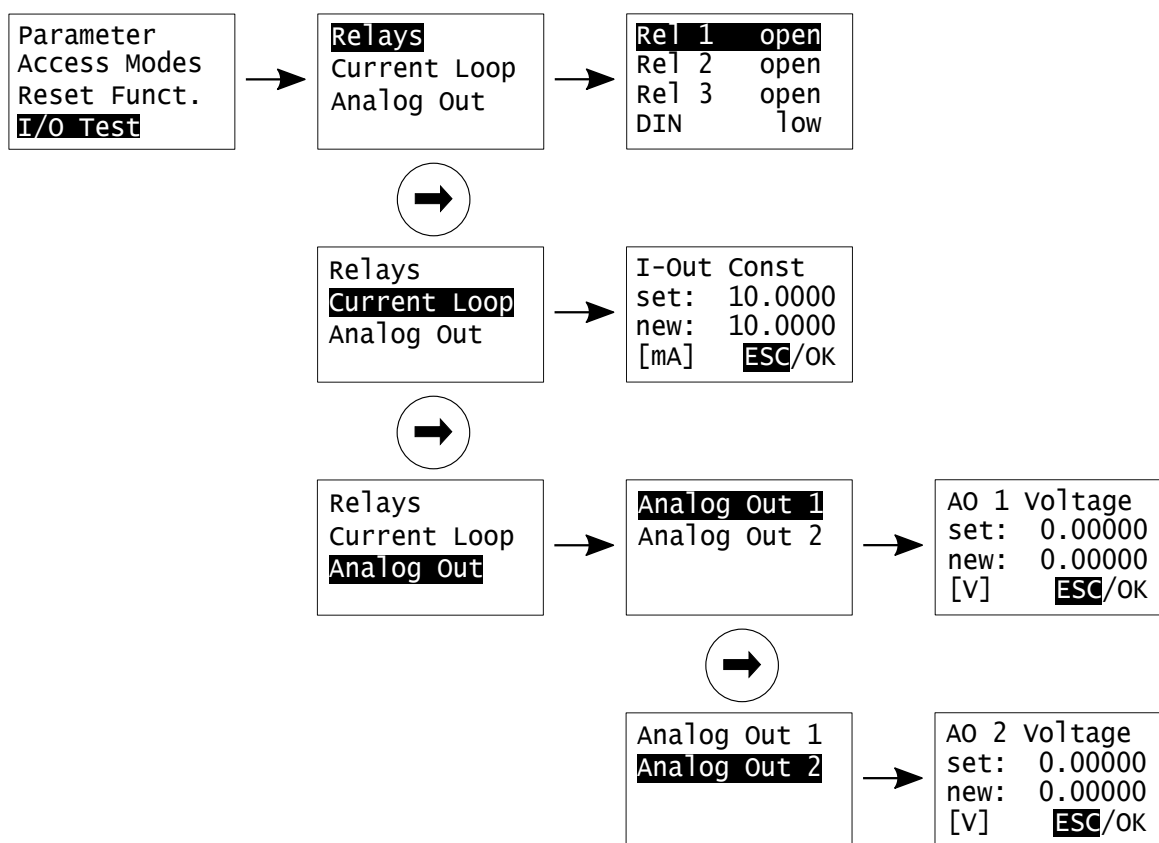 Parameter
Access Modes
Reset Funct.
I/O Test
Relays
Current Loop
Analog Out
Rel 1 open
Rel 2 open
Rel 3 open
DIN low
Relays
Current Loop
Analog Out
I-Out Const
set: 10.0000
new: 10.0000
[mA] ESC/OK
Relays
Current Loop
Analog Out
Analog Out 1
Analog Out 2
AO 1 Voltage
set: 0.00000
new: 0.00000
[V] ESC/OK
Analog Out 1
Analog Out 2
AO 2 Voltage
set: 0.00000
new: 0.00000
[V] ESC/OK